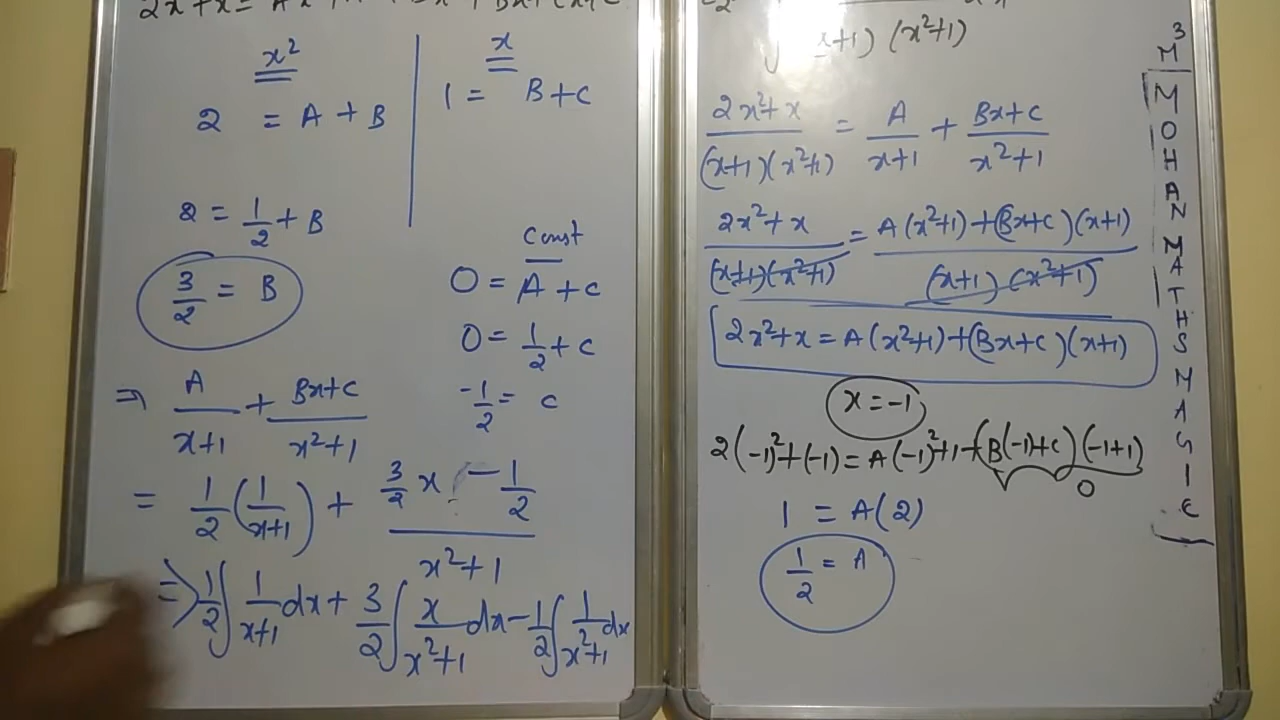 x²
2 = A + B
2 = 1/2 + B
3/2 = B
x
1 = B+C
const
0 = A + C
0 = 1/2 + C
-1/2 = C
⇒ A/(x+1) + (Bx+C)/(x²+1)
= 1/2 (1/(x+1)) + (3/2 x - 1/2)/(x²+1)
⇒ 1/2 ∫ 1/(x+1) dx + 3/2 ∫ x/(x²+1) dx - 1/2 ∫ 1/(x²+1) dx
(x²+1)
(2x²+x)/((x+1)(x²+1)) = A/(x+1) + (Bx+C)/(x²+1)
(2x²+x)/((x+1)(x²+1)) = (A(x²+1)+(Bx+C)(x+1))/((x+1)(x²+1))
2x²+x = A(x²+1)+(Bx+C)(x+1)
x = -1
2(-1)²+(-1) = A(-1)²+1+(B(-1)+C)(-1+1)
0
1 = A(2)
1/2 = A
M³
MOHAN MATHS MAGIC